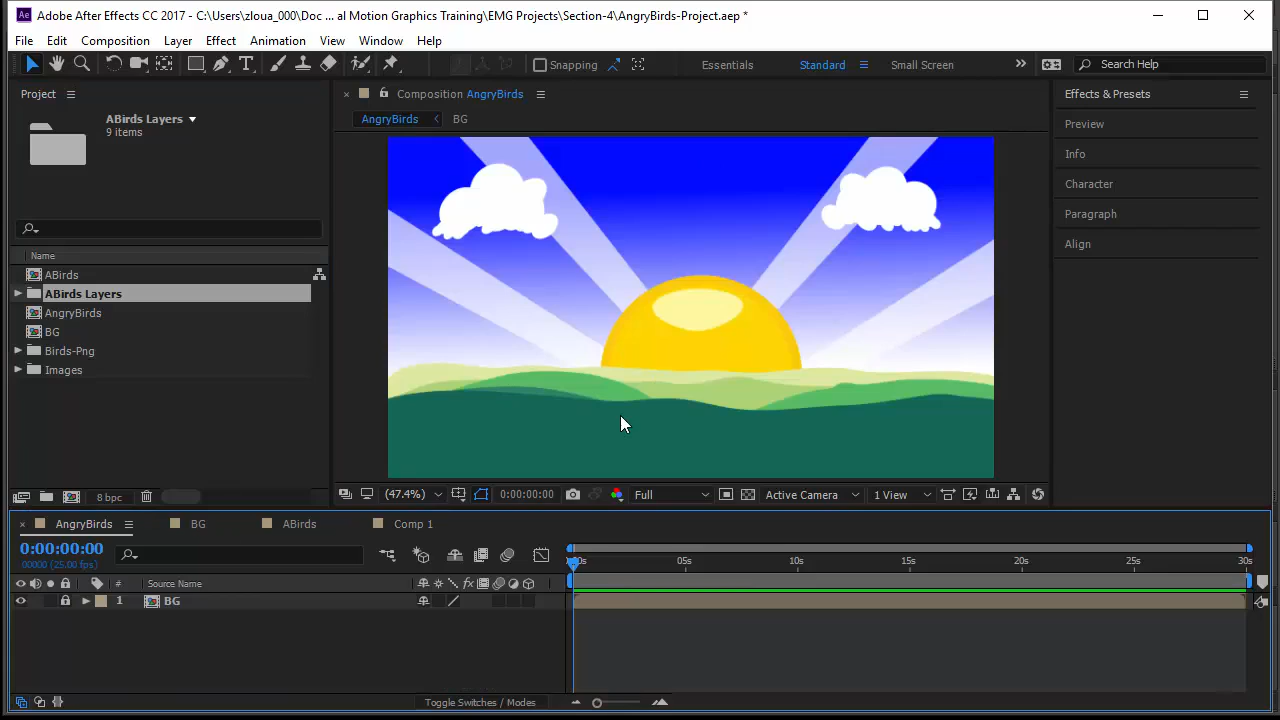 Adobe After Effects CC 2017 - C:\Users\zloua_000\Doc ... al Motion Graphics Training\EMG Projects\Section-4\AngryBirds-Project.aep *
File Edit Composition Layer Effect Animation View Window Help
Snapping Essentials Standard Small Screen Search Help
Project Composition AngryBirds Effects & Presets
ABirds Layers
9 items
AngryBirds BG
Preview
Info
Character
Paragraph
Align
Name
ABirds
ABirds Layers
AngryBirds
BG
Birds-Png
Images
8 bpc (47.4%) 0:00:00:00 Full Active Camera 1 View
AngryBirds BG ABirds Comp 1
0:00:00:00
00000 (25.00 fps)
05s 10s 15s 20s 25s 30s
# Source Name
1 BG
Toggle Switches / Modes